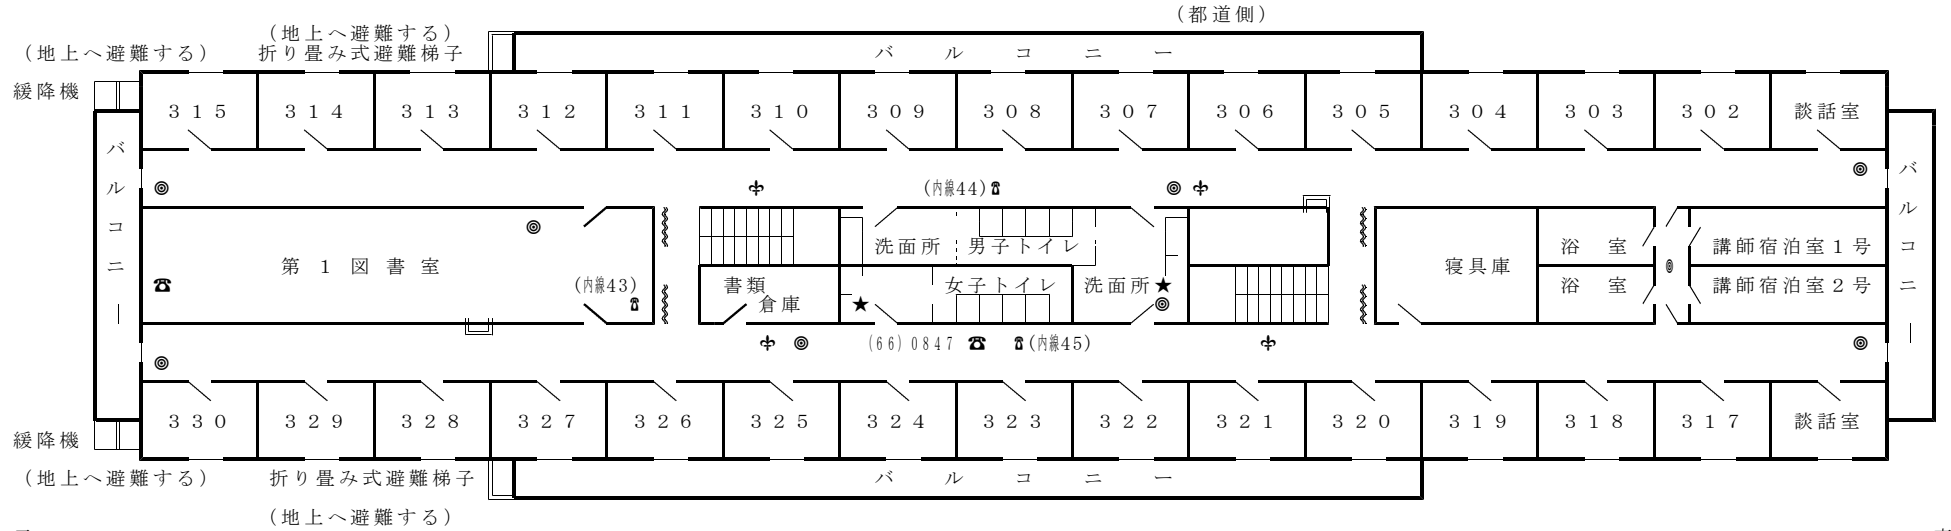 （都道側）
（地上へ避難する）
（地上へ避難する）　折り畳み式避難梯子
バルコニー
緩降機
３１５　３１４　３１３　３１２　３１１　３１０　３０９　３０８　３０７　３０６　３０５　３０４　３０３　３０２　談話室
バルコニー
バルコニー
(内線44)
洗面所　男子トイレ
浴　室　講師宿泊室１号
第１図書室
寝具庫
(内線43)
書類
倉庫
女子トイレ　洗面所★
浴　室　講師宿泊室２号
★
(66)0847　(内線45)
３３０　３２９　３２８　３２７　３２６　３２５　３２４　３２３　３２２　３２１　３２０　３１９　３１８　３１７　談話室
緩降機
（地上へ避難する）　折り畳み式避難梯子
バルコニー
（地上へ避難する）